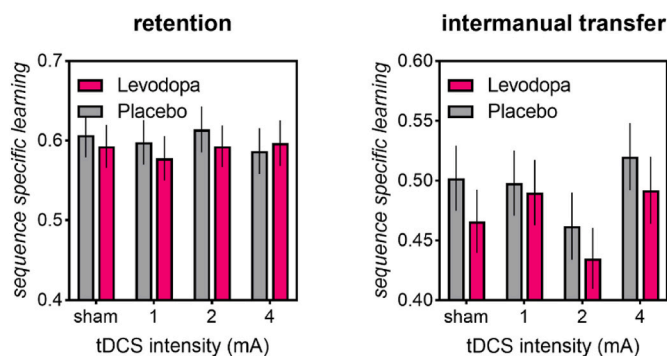 retention
sequence specific learning
0.7
0.6
0.5
0.4
Levodopa
Placebo
sham 1 2 4
tDCS intensity (mA)
intermanual transfer
sequence specific learning
0.60
0.55
0.50
0.45
0.40
Levodopa
Placebo
sham 1 2 4
tDCS intensity (mA)